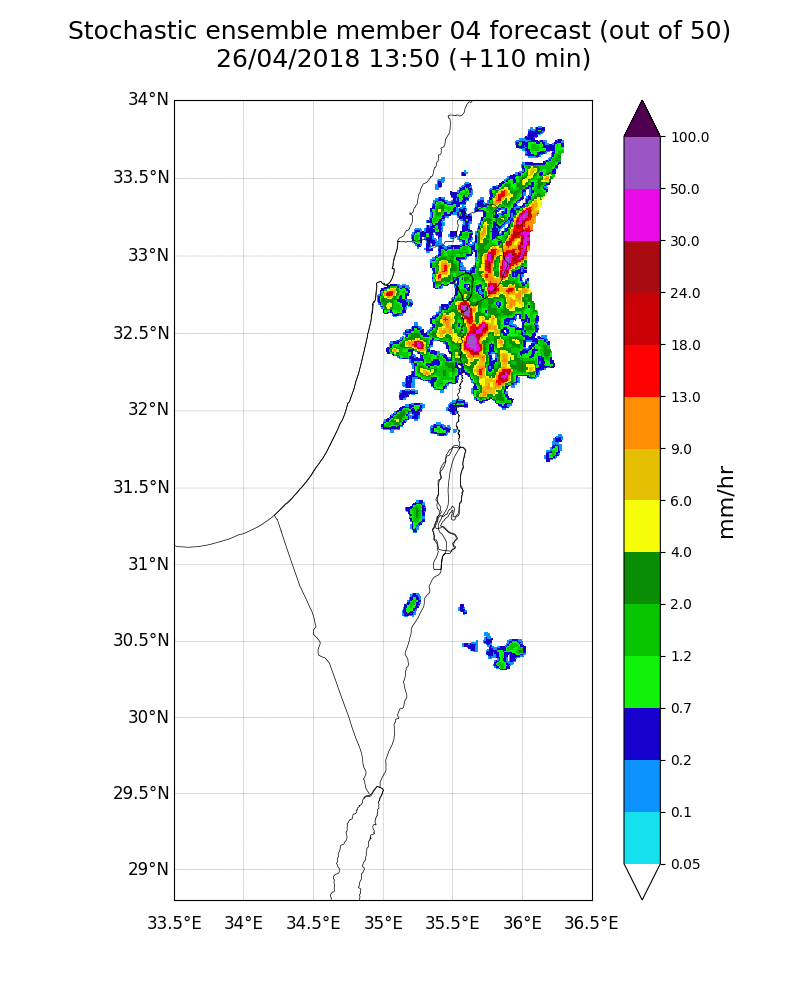 Stochastic ensemble member 04 forecast (out of 50)
26/04/2018 13:50 (+110 min)
34°N
33.5°N
33°N
32.5°N
32°N
31.5°N
31°N
30.5°N
30°N
29.5°N
29°N
33.5°E 34°E 34.5°E 35°E 35.5°E 36°E 36.5°E
100.0
50.0
30.0
24.0
18.0
13.0
9.0
6.0
4.0
2.0
1.2
0.7
0.2
0.1
0.05
mm/hr